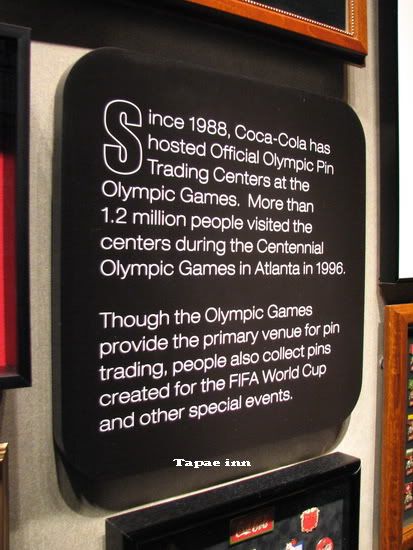 Since 1988, Coca-Cola has
hosted Official Olympic Pin
Trading Centers at the
Olympic Games. More than
1.2 million people visited the
centers during the Centennial
Olympic Games in Atlanta in 1996.
Though the Olympic Games
provide the primary venue for pin
trading, people also collect pins
created for the FIFA World Cup
and other special events.
Tapae inn